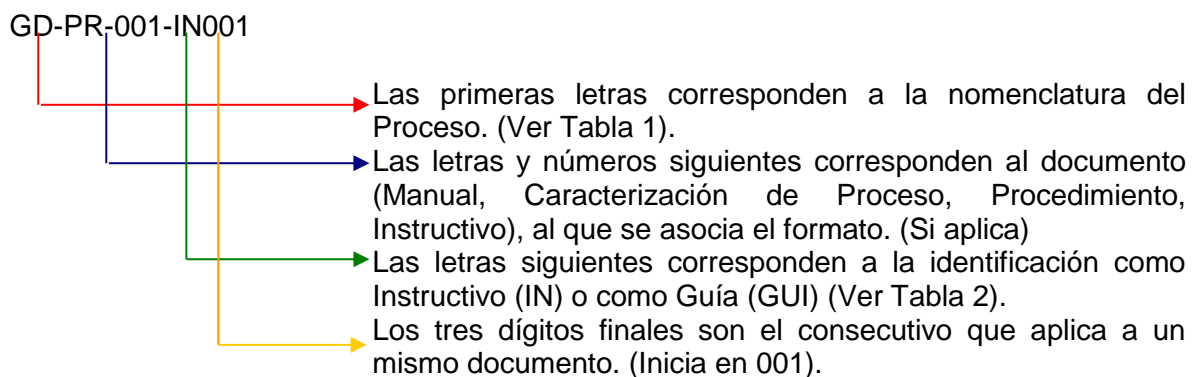 GD-PR-001-IN001
Las primeras letras corresponden a la nomenclatura del
Proceso. (Ver Tabla 1).
Las letras y números siguientes corresponden al documento
(Manual, Caracterización de Proceso, Procedimiento,
Instructivo), al que se asocia el formato. (Si aplica)
Las letras siguientes corresponden a la identificación como
Instructivo (IN) o como Guía (GUI) (Ver Tabla 2).
Los tres dígitos finales son el consecutivo que aplica a un
mismo documento. (Inicia en 001).